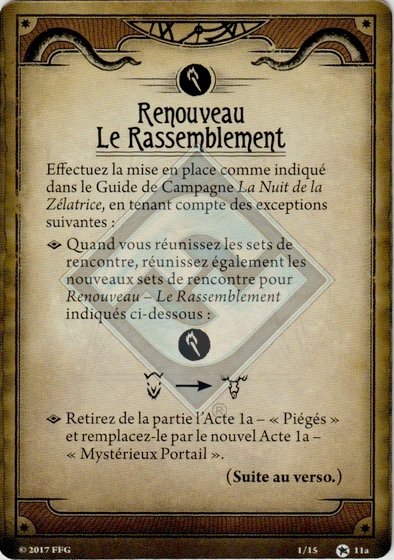 Renouveau
Le Rassemblement
Effectuez la mise en place comme indiqué
dans le Guide de Campagne La Nuit de la
Zélatrice, en tenant compte des exceptions
suivantes :
Quand vous réunissez les sets de
rencontre, réunissez également les
nouveaux sets de rencontre pour
Renouveau – Le Rassemblement
indiqués ci-dessous :
®
Retirez de la partie l'Acte 1a – « Piégés »
et remplacez-le par le nouvel Acte 1a –
« Mystérieux Portail ».
(Suite au verso.)
© 2017 FFG 1/15 11a